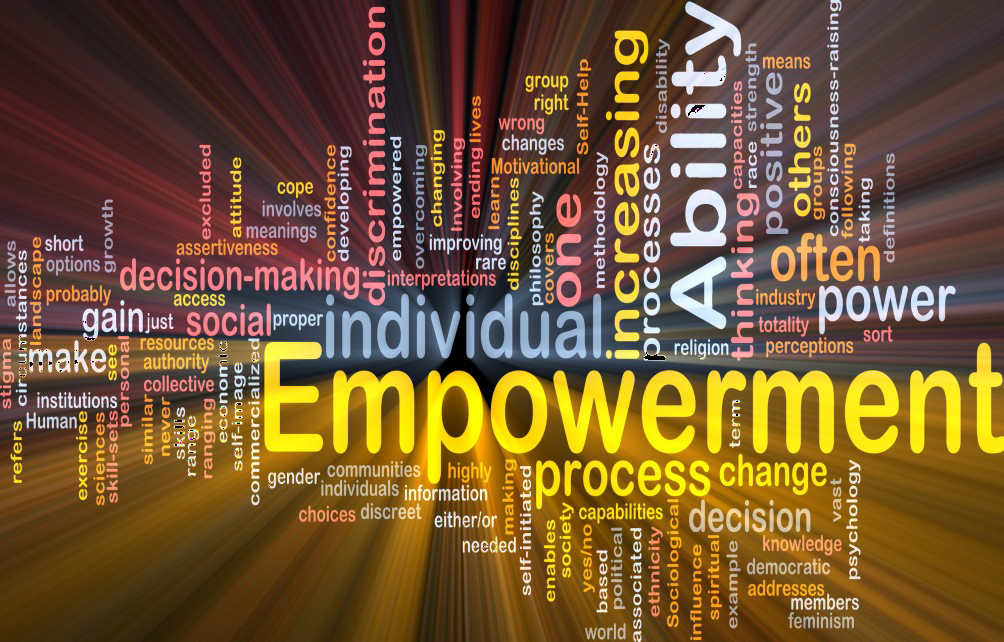 Empowerment
Ability
individual
increasing
process
power
often
discrimination
decision-making
one
make
gain
social
decision
change
thinking
processes
positive
others
disability
race
strength
capacities
means
consciousness-raising
groups
following
taking
definitions
group
right
wrong
changes
Self-Help
Motivational
methodology
lives
ending
learn
disciplines
philosophy
covers
Involving
changing
overcoming
empowered
improving
rare
interpretations
confidence
developing
cope
involves
meanings
attitude
excluded
assertiveness
access
proper
just
resources
authority
collective
economic
self-image
commercialized
growth
short
options
probably
landscape
allows
circumstances
stigma
see
personal
institutions
Human
refers
exercise
sciences
skill-sets
similar
never
skills
range
ranging
religion
industry
totality
perceptions
sort
term
gender
communities
individuals
highly
information
choices
discreet
either/or
needed
making
self-initiated
enables
society
capabilities
yes/no
based
political
world
associated
ethnicity
Sociological
influence
spiritual
example
vast
psychology
knowledge
democratic
addresses
members
feminism